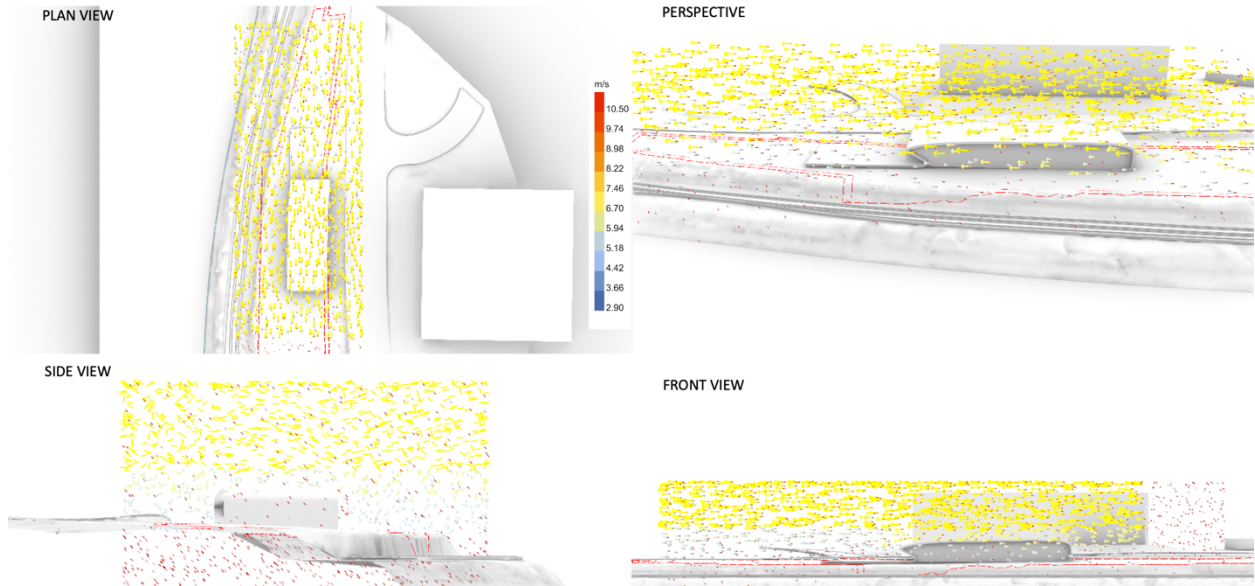 PLAN VIEW
PERSPECTIVE
m/s
10.50
9.74
8.98
8.22
7.46
6.70
5.94
5.18
4.42
3.66
2.90
SIDE VIEW
FRONT VIEW